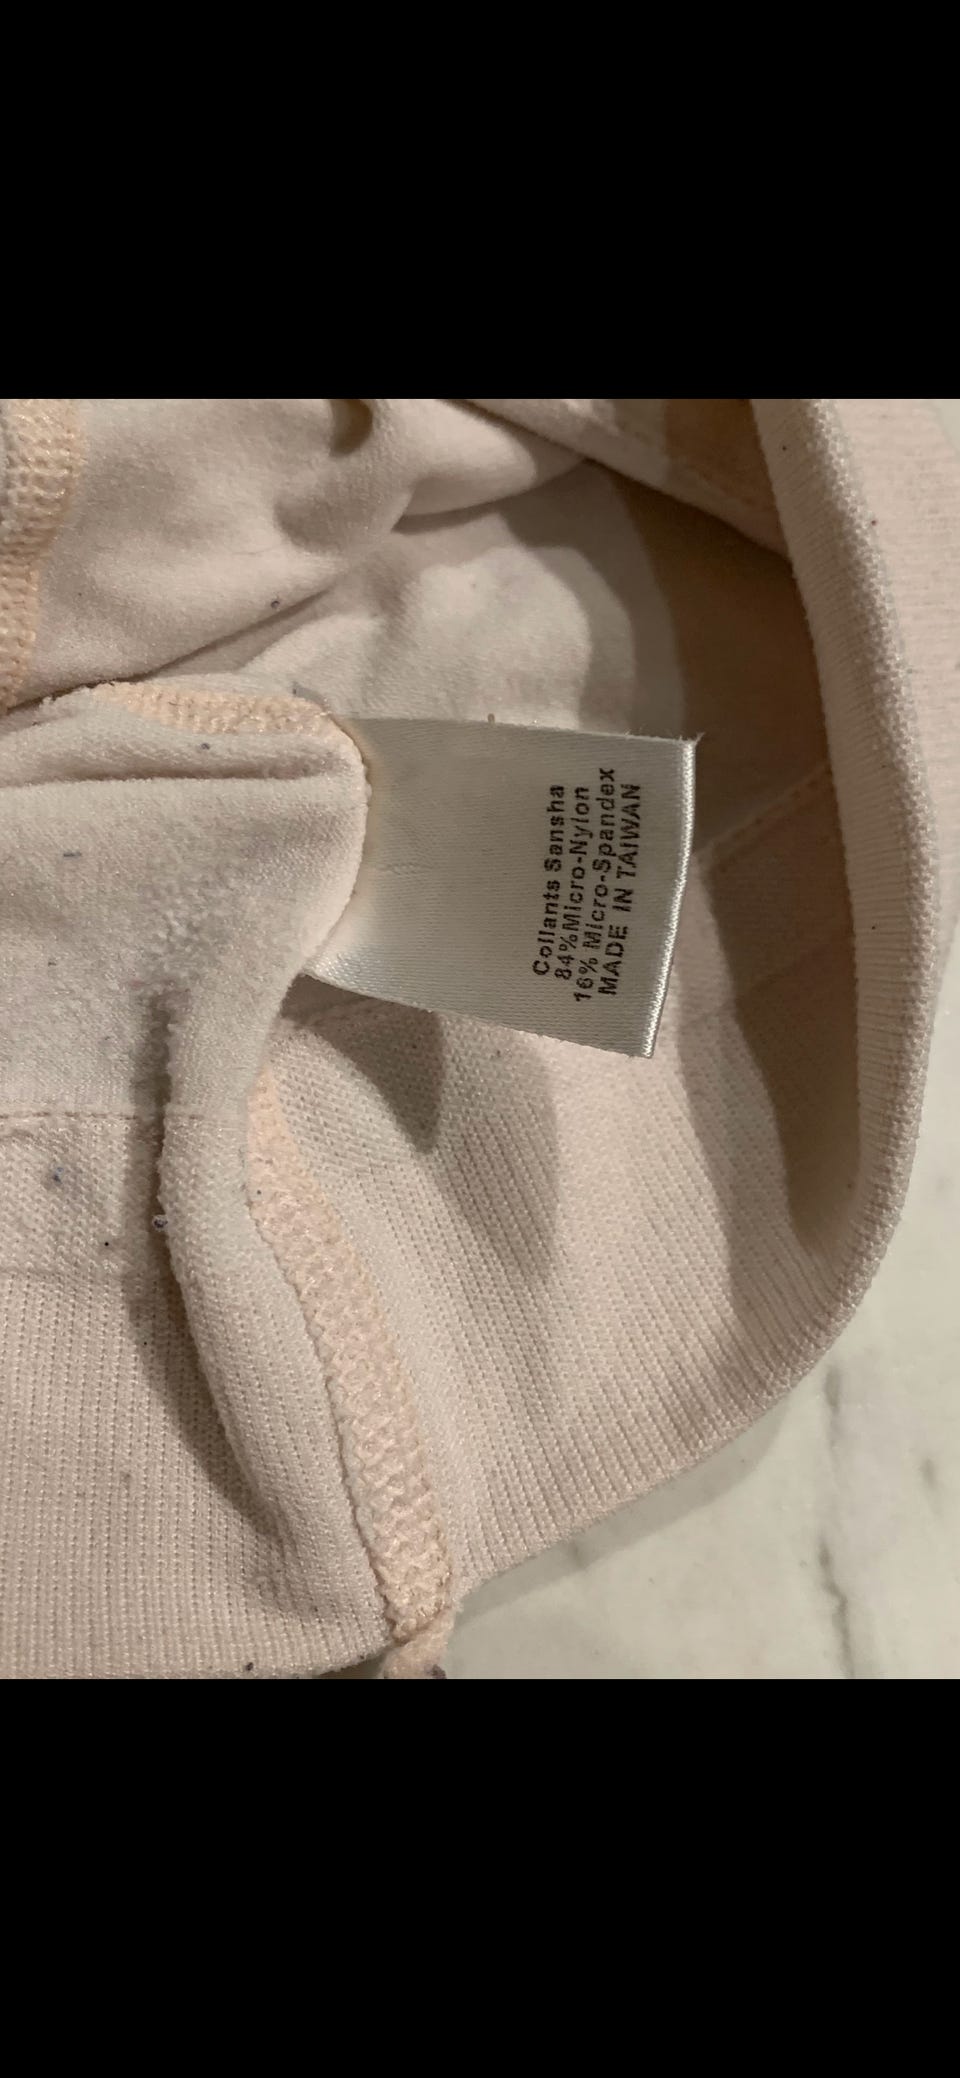 Collants Sansha
84%Micro-Nylon
16% Micro-Spandex
MADE IN TAIWAN